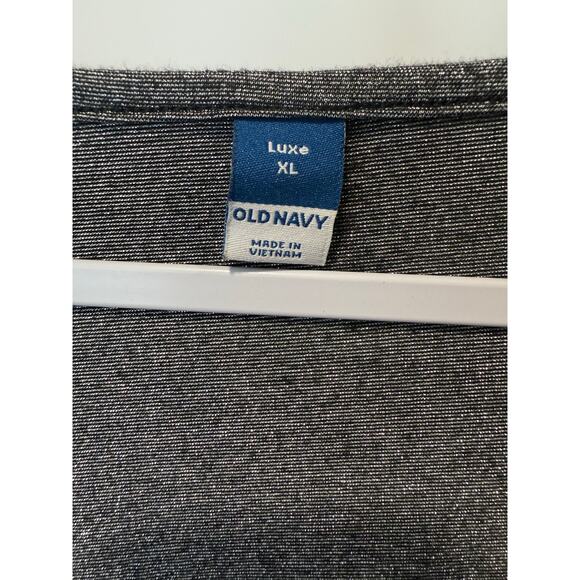 Luxe
XL
OLD NAVY
MADE IN
VIETNAM